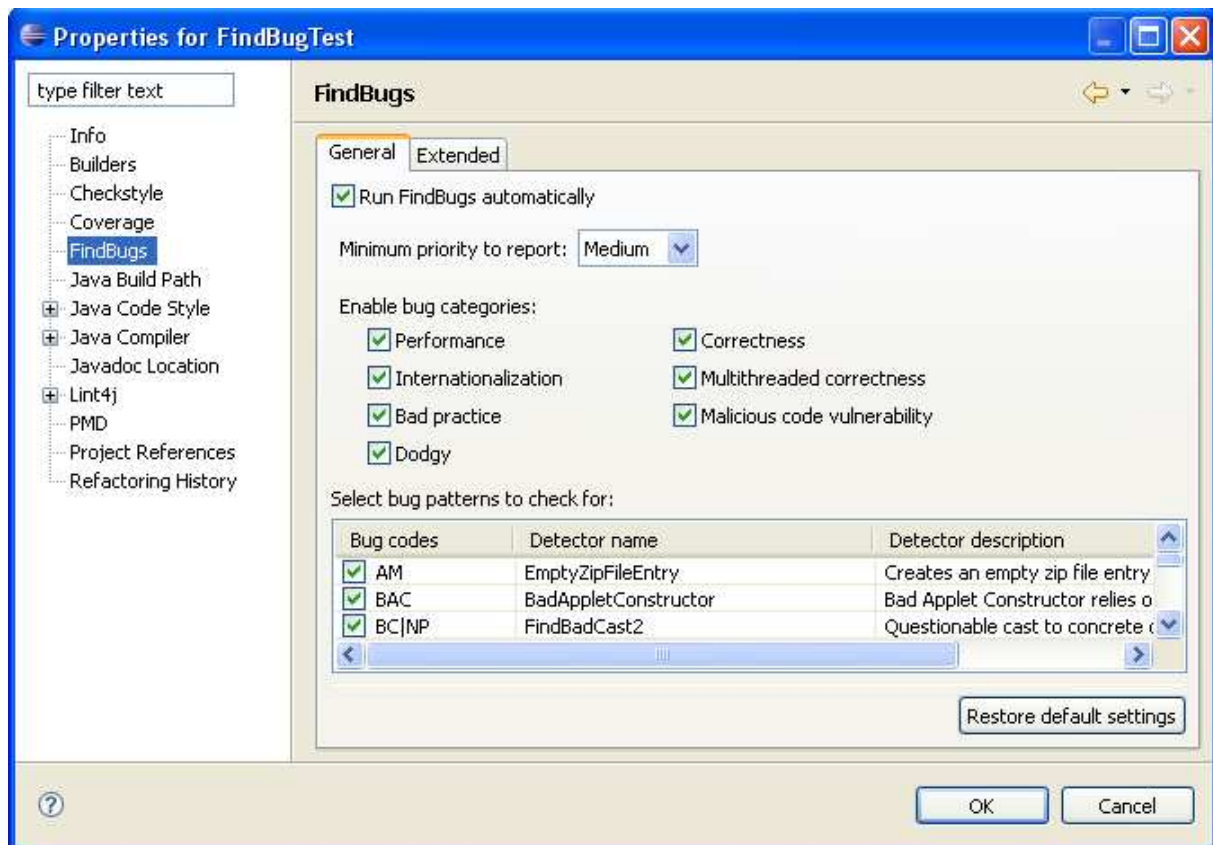 Properties for FindBugTest
type filter text
Info
Builders
Checkstyle
Coverage
FindBugs
Java Build Path
Java Code Style
Java Compiler
Javadoc Location
Lint4j
PMD
Project References
Refactoring History
FindBugs
General Extended
Run FindBugs automatically
Minimum priority to report: Medium
Enable bug categories:
Performance Correctness
Internationalization Multithreaded correctness
Bad practice Malicious code vulnerability
Dodgy
Select bug patterns to check for:
Bug codes Detector name Detector description
AM EmptyZipFileEntry Creates an empty zip file entry
BAC BadAppletConstructor Bad Applet Constructor relies o
BC|NP FindBadCast2 Questionable cast to concrete
Restore default settings
OK Cancel